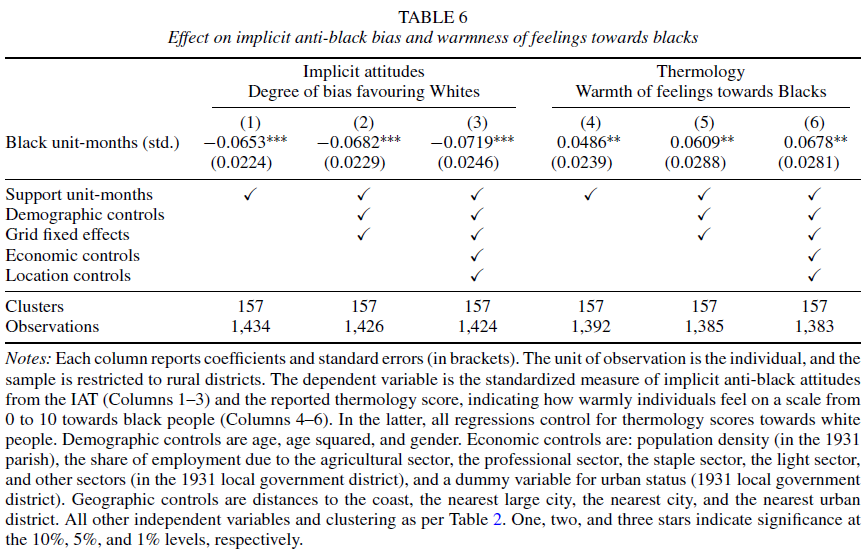 TABLE 6
Effect on implicit anti-black bias and warmness of feelings towards blacks
Implicit attitudes Thermology
Degree of bias favouring Whites Warmth of feelings towards Blacks
(1) (2) (3) (4) (5) (6)
Black unit-months (std.) −0.0653*** −0.0682*** −0.0719*** 0.0486** 0.0609** 0.0678**
(0.0224) (0.0229) (0.0246) (0.0239) (0.0288) (0.0281)
Support unit-months ✓ ✓ ✓ ✓ ✓ ✓
Demographic controls ✓ ✓ ✓ ✓
Grid fixed effects ✓ ✓ ✓ ✓
Economic controls ✓ ✓
Location controls ✓ ✓
Clusters 157 157 157 157 157 157
Observations 1,434 1,426 1,424 1,392 1,385 1,383
Notes: Each column reports coefficients and standard errors (in brackets). The unit of observation is the individual, and the
sample is restricted to rural districts. The dependent variable is the standardized measure of implicit anti-black attitudes
from the IAT (Columns 1–3) and the reported thermology score, indicating how warmly individuals feel on a scale from
0 to 10 towards black people (Columns 4–6). In the latter, all regressions control for thermology scores towards white
people. Demographic controls are age, age squared, and gender. Economic controls are: population density (in the 1931
parish), the share of employment due to the agricultural sector, the professional sector, the staple sector, the light sector,
and other sectors (in the 1931 local government district), and a dummy variable for urban status (1931 local government
district). Geographic controls are distances to the coast, the nearest large city, the nearest city, and the nearest urban
district. All other independent variables and clustering as per Table 2. One, two, and three stars indicate significance at
the 10%, 5%, and 1% levels, respectively.